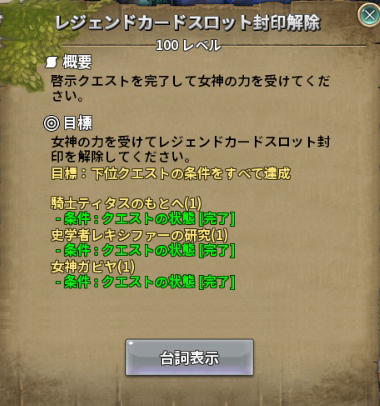 レジェンドカードスロット封印解除
100 レベル
概要
啓示クエストを完了して女神の力を受けてくだ
さい。
目標
女神の力を受けてレジェンドカードスロット封
印を解除してください。
目標 : 下位クエストの条件をすべて達成
騎士ティタスのもとへ(1)
- 条件 : クエストの状態 [完了]
史学者レキシファーの研究(1)
- 条件 : クエストの状態 [完了]
女神ガビヤ(1)
- 条件 : クエストの状態 [完了]
台詞表示